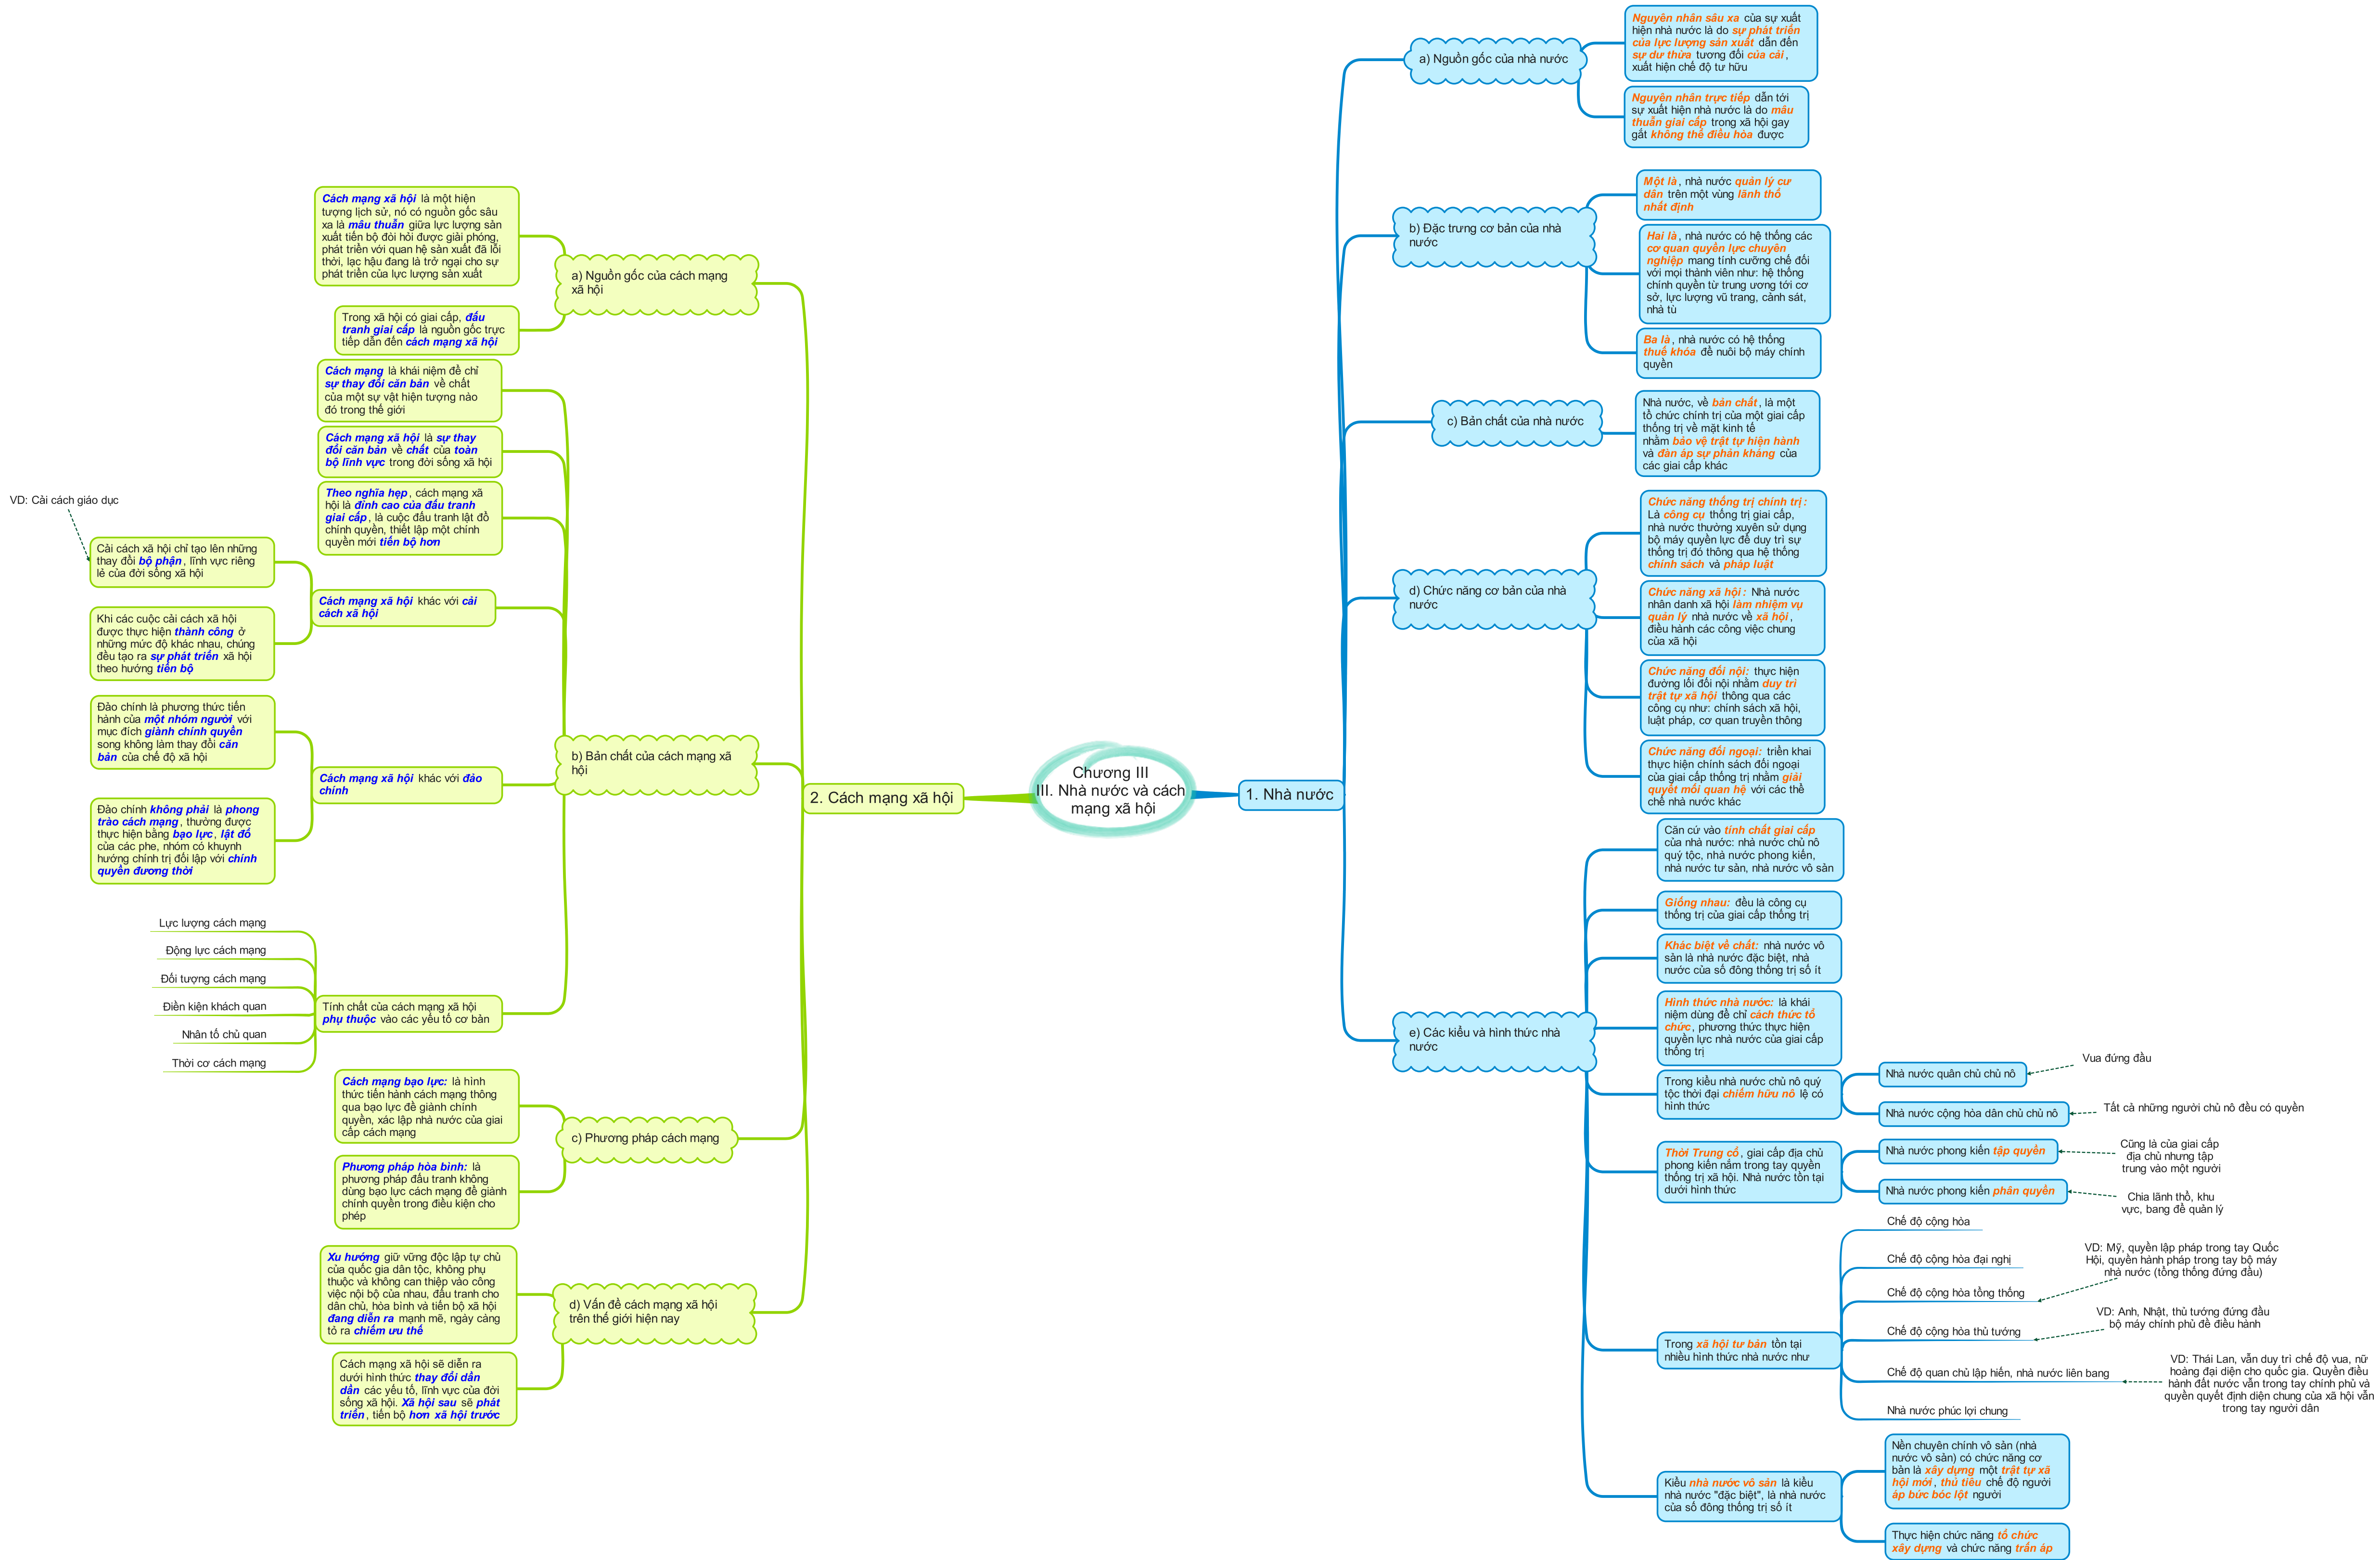 Chương III
III. Nhà nước và cách
mạng xã hội
1. Nhà nước
a) Nguồn gốc của nhà nước
Nguyên nhân sâu xa của sự xuất
hiện nhà nước là do sự phát triển
của lực lượng sản xuất dẫn đến
sự dư thừa tương đối của cải,
xuất hiện chế độ tư hữu
Nguyên nhân trực tiếp dẫn tới
sự xuất hiện nhà nước là do mâu
thuẫn giai cấp trong xã hội gay
gắt không thể điều hòa được
b) Đặc trưng cơ bản của nhà
nước
Một là, nhà nước quản lý cư
dân trên một vùng lãnh thổ
nhất định
Hai là, nhà nước có hệ thống các
cơ quan quyền lực chuyên
nghiệp mang tính cưỡng chế đối
với mọi thành viên như: hệ thống
chính quyền từ trung ương tới cơ
sở, lực lượng vũ trang, cảnh sát,
nhà tù
Ba là, nhà nước có hệ thống
thuế khóa để nuôi bộ máy chính
quyền
c) Bản chất của nhà nước
Nhà nước, về bản chất, là một
tổ chức chính trị của một giai cấp
thống trị về mặt kinh tế
nhằm bảo vệ trật tự hiện hành
và đàn áp sự phản kháng của
các giai cấp khác
d) Chức năng cơ bản của nhà
nước
Chức năng thống trị chính trị:
Là công cụ thống trị giai cấp,
nhà nước thường xuyên sử dụng
bộ máy quyền lực để duy trì sự
thống trị đó thông qua hệ thống
chính sách và pháp luật
Chức năng xã hội: Nhà nước
nhân danh xã hội làm nhiệm vụ
quản lý nhà nước về xã hội,
điều hành các công việc chung
của xã hội
Chức năng đối nội: thực hiện
đường lối đối nội nhằm duy trì
trật tự xã hội thông qua các
công cụ như: chính sách xã hội,
luật pháp, cơ quan truyền thông
Chức năng đối ngoại: triển khai
thực hiện chính sách đối ngoại
của giai cấp thống trị nhằm giải
quyết mối quan hệ với các thể
chế nhà nước khác
e) Các kiểu và hình thức nhà
nước
Căn cứ vào tính chất giai cấp
của nhà nước: nhà nước chủ nô
quý tộc, nhà nước phong kiến,
nhà nước tư sản, nhà nước vô sản
Giống nhau: đều là công cụ
thống trị của giai cấp thống trị
Khác biệt về chất: nhà nước vô
sản là nhà nước đặc biệt, nhà
nước của số đông thống trị số ít
Hình thức nhà nước: là khái
niệm dùng để chỉ cách thức tổ
chức, phương thức thực hiện
quyền lực nhà nước của giai cấp
thống trị
Trong kiểu nhà nước chủ nô quý
tộc thời đại chiếm hữu nô lệ có
hình thức
Nhà nước quân chủ chủ nô
Vua đứng đầu
Nhà nước cộng hòa dân chủ chủ nô
Tất cả những người chủ nô đều có quyền
Thời Trung cổ, giai cấp địa chủ
phong kiến nắm trong tay quyền
thống trị xã hội. Nhà nước tồn tại
dưới hình thức
Nhà nước phong kiến tập quyền
Cũng là của giai cấp
địa chủ nhưng tập
trung vào một người
Nhà nước phong kiến phân quyền
Chia lãnh thổ, khu
vực, bang để quản lý
Trong xã hội tư bản tồn tại
nhiều hình thức nhà nước như
Chế độ cộng hòa
Chế độ cộng hòa đại nghị
Chế độ cộng hòa tổng thống
VD: Mỹ, quyền lập pháp trong tay Quốc
Hội, quyền hành pháp trong tay bộ máy
nhà nước (tổng thống đứng đầu)
Chế độ cộng hòa thủ tướng
VD: Anh, Nhật, thủ tướng đứng đầu
bộ máy chính phủ để điều hành
Chế độ quan chủ lập hiến, nhà nước liên bang
VD: Thái Lan, vẫn duy trì chế độ vua, nữ
hoàng đại diện cho quốc gia. Quyền điều
hành đất nước vẫn trong tay chính phủ và
quyền quyết định diện chung của xã hội vẫn
trong tay người dân
Nhà nước phúc lợi chung
Kiểu nhà nước vô sản là kiểu
nhà nước "đặc biệt", là nhà nước
của số đông thống trị số ít
Nền chuyên chính vô sản (nhà
nước vô sản) có chức năng cơ
bản là xây dựng một trật tự xã
hội mới, thủ tiêu chế độ người
áp bức bóc lột người
Thực hiện chức năng tổ chức
xây dựng và chức năng trấn áp
2. Cách mạng xã hội
a) Nguồn gốc của cách mạng
xã hội
Cách mạng xã hội là một hiện
tượng lịch sử, nó có nguồn gốc sâu
xa là mâu thuẫn giữa lực lượng sản
xuất tiến bộ đòi hỏi được giải phóng,
phát triển với quan hệ sản xuất đã lỗi
thời, lạc hậu đang là trở ngại cho sự
phát triển của lực lượng sản xuất
Trong xã hội có giai cấp, đấu
tranh giai cấp là nguồn gốc trực
tiếp dẫn đến cách mạng xã hội
b) Bản chất của cách mạng xã
hội
Cách mạng là khái niệm để chỉ
sự thay đổi căn bản về chất
của một sự vật hiện tượng nào
đó trong thế giới
Cách mạng xã hội là sự thay
đổi căn bản về chất của toàn
bộ lĩnh vực trong đời sống xã hội
Theo nghĩa hẹp, cách mạng xã
hội là đỉnh cao của đấu tranh
giai cấp, là cuộc đấu tranh lật đổ
chính quyền, thiết lập một chính
quyền mới tiến bộ hơn
Cách mạng xã hội khác với cải
cách xã hội
VD: Cải cách giáo dục
Cải cách xã hội chỉ tạo lên những
thay đổi bộ phận, lĩnh vực riêng
lẻ của đời sống xã hội
Khi các cuộc cải cách xã hội
được thực hiện thành công ở
những mức độ khác nhau, chúng
đều tạo ra sự phát triển xã hội
theo hướng tiến bộ
Cách mạng xã hội khác với đảo
chính
Đảo chính là phương thức tiến
hành của một nhóm người với
mục đích giành chính quyền
song không làm thay đổi căn
bản của chế độ xã hội
Đảo chính không phải là phong
trào cách mạng, thường được
thực hiện bằng bạo lực, lật đổ
của các phe, nhóm có khuynh
hướng chính trị đối lập với chính
quyền đương thời
Tính chất của cách mạng xã hội
phụ thuộc vào các yếu tố cơ bản
Lực lượng cách mạng
Động lực cách mạng
Đối tượng cách mạng
Điền kiện khách quan
Nhân tố chủ quan
Thời cơ cách mạng
c) Phương pháp cách mạng
Cách mạng bạo lực: là hình
thức tiến hành cách mạng thông
qua bạo lực để giành chính
quyền, xác lập nhà nước của giai
cấp cách mạng
Phương pháp hòa bình: là
phương pháp đấu tranh không
dùng bạo lực cách mạng để giành
chính quyền trong điều kiện cho
phép
d) Vấn đề cách mạng xã hội
trên thế giới hiện nay
Xu hướng giữ vững độc lập tự chủ
của quốc gia dân tộc, không phụ
thuộc và không can thiệp vào công
việc nội bộ của nhau, đấu tranh cho
dân chủ, hòa bình và tiến bộ xã hội
đang diễn ra mạnh mẽ, ngày càng
tỏ ra chiếm ưu thế
Cách mạng xã hội sẽ diễn ra
dưới hình thức thay đổi dần
dần các yếu tố, lĩnh vực của đời
sống xã hội. Xã hội sau sẽ phát
triển, tiến bộ hơn xã hội trước